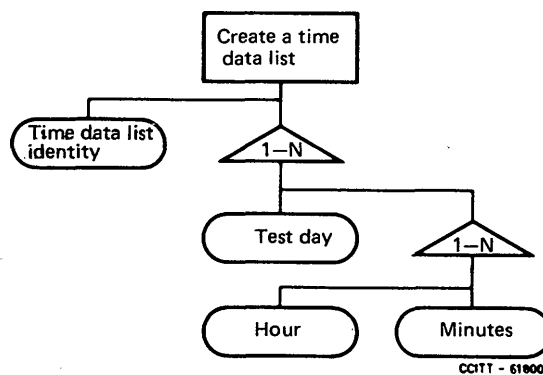 Create a time
data list
Time data list
identity
1—N
Test day
1—N
Hour
Minutes
CCITT - 61800